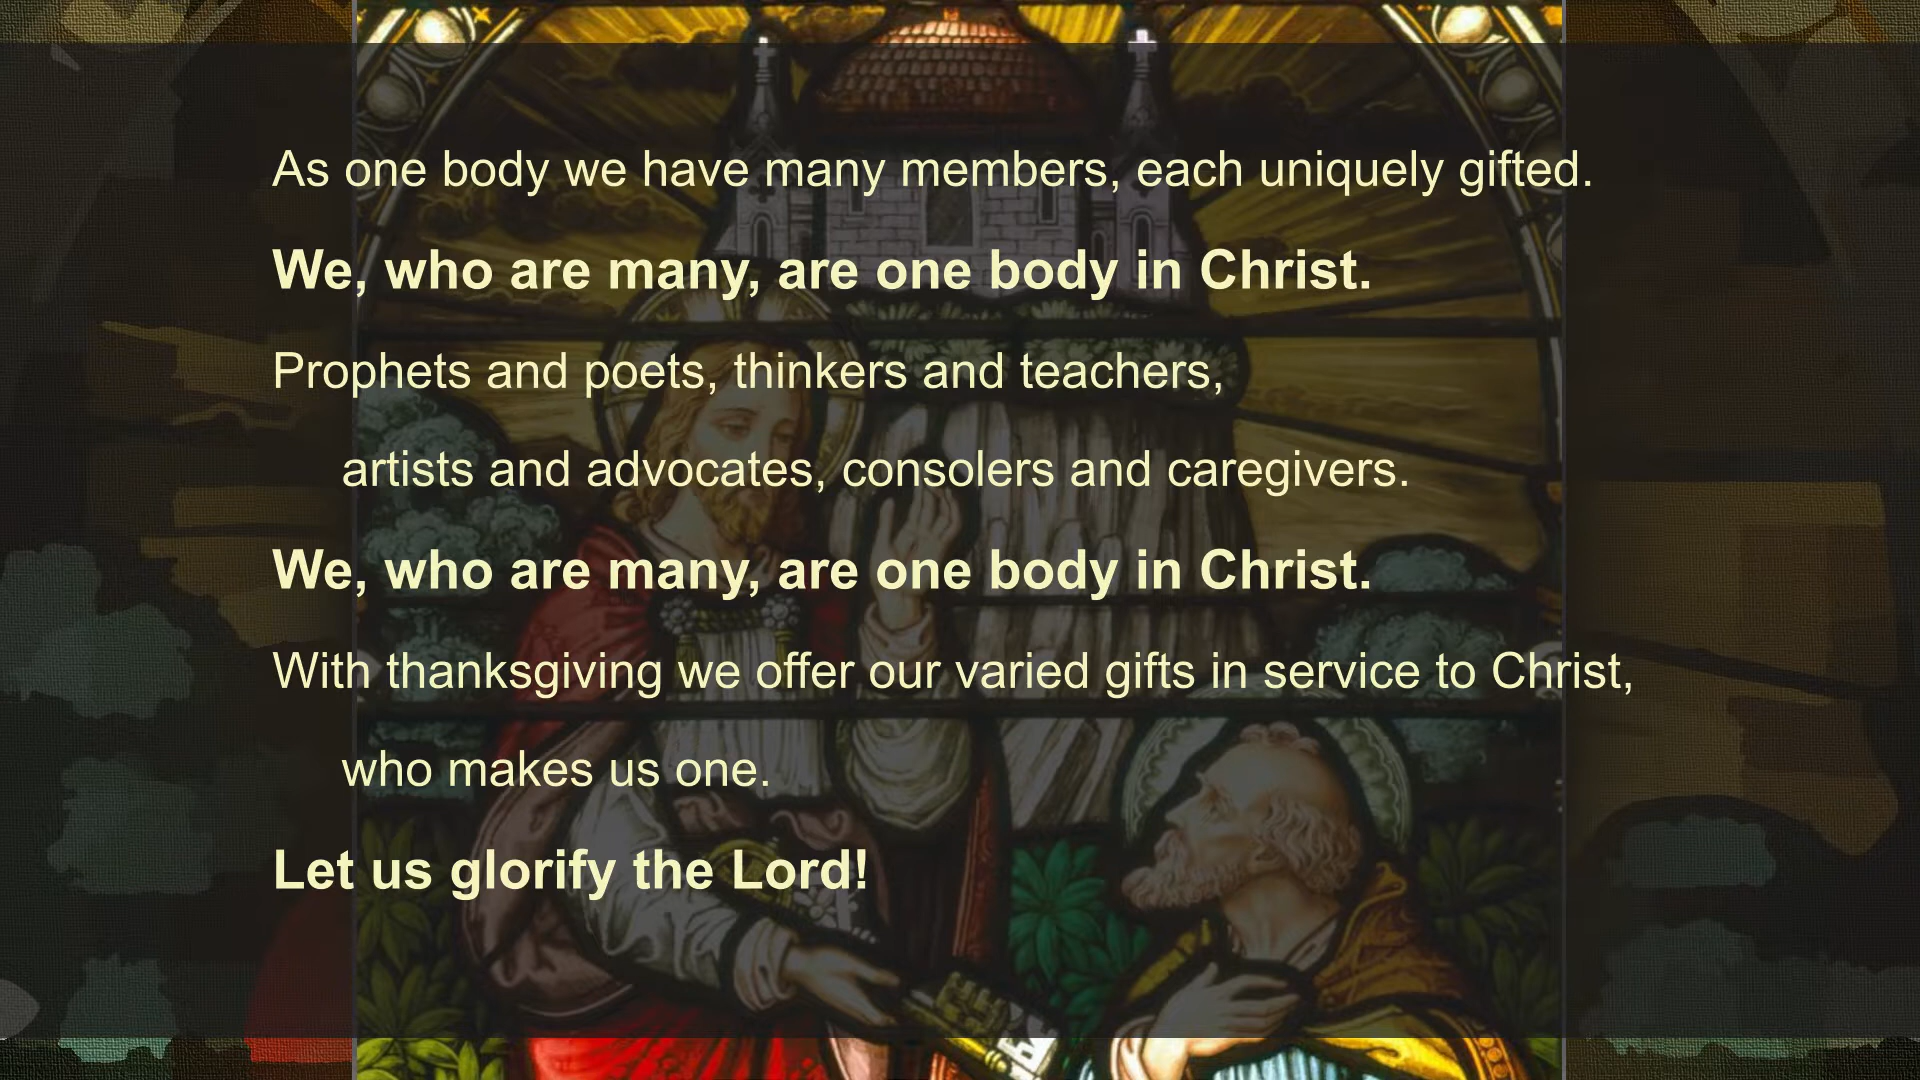 As one body we have many members, each uniquely gifted.
We, who are many, are one body in Christ.
Prophets and poets, thinkers and teachers,
artists and advocates, consolers and caregivers.
We, who are many, are one body in Christ.
With thanksgiving we offer our varied gifts in service to Christ,
who makes us one.
Let us glorify the Lord!